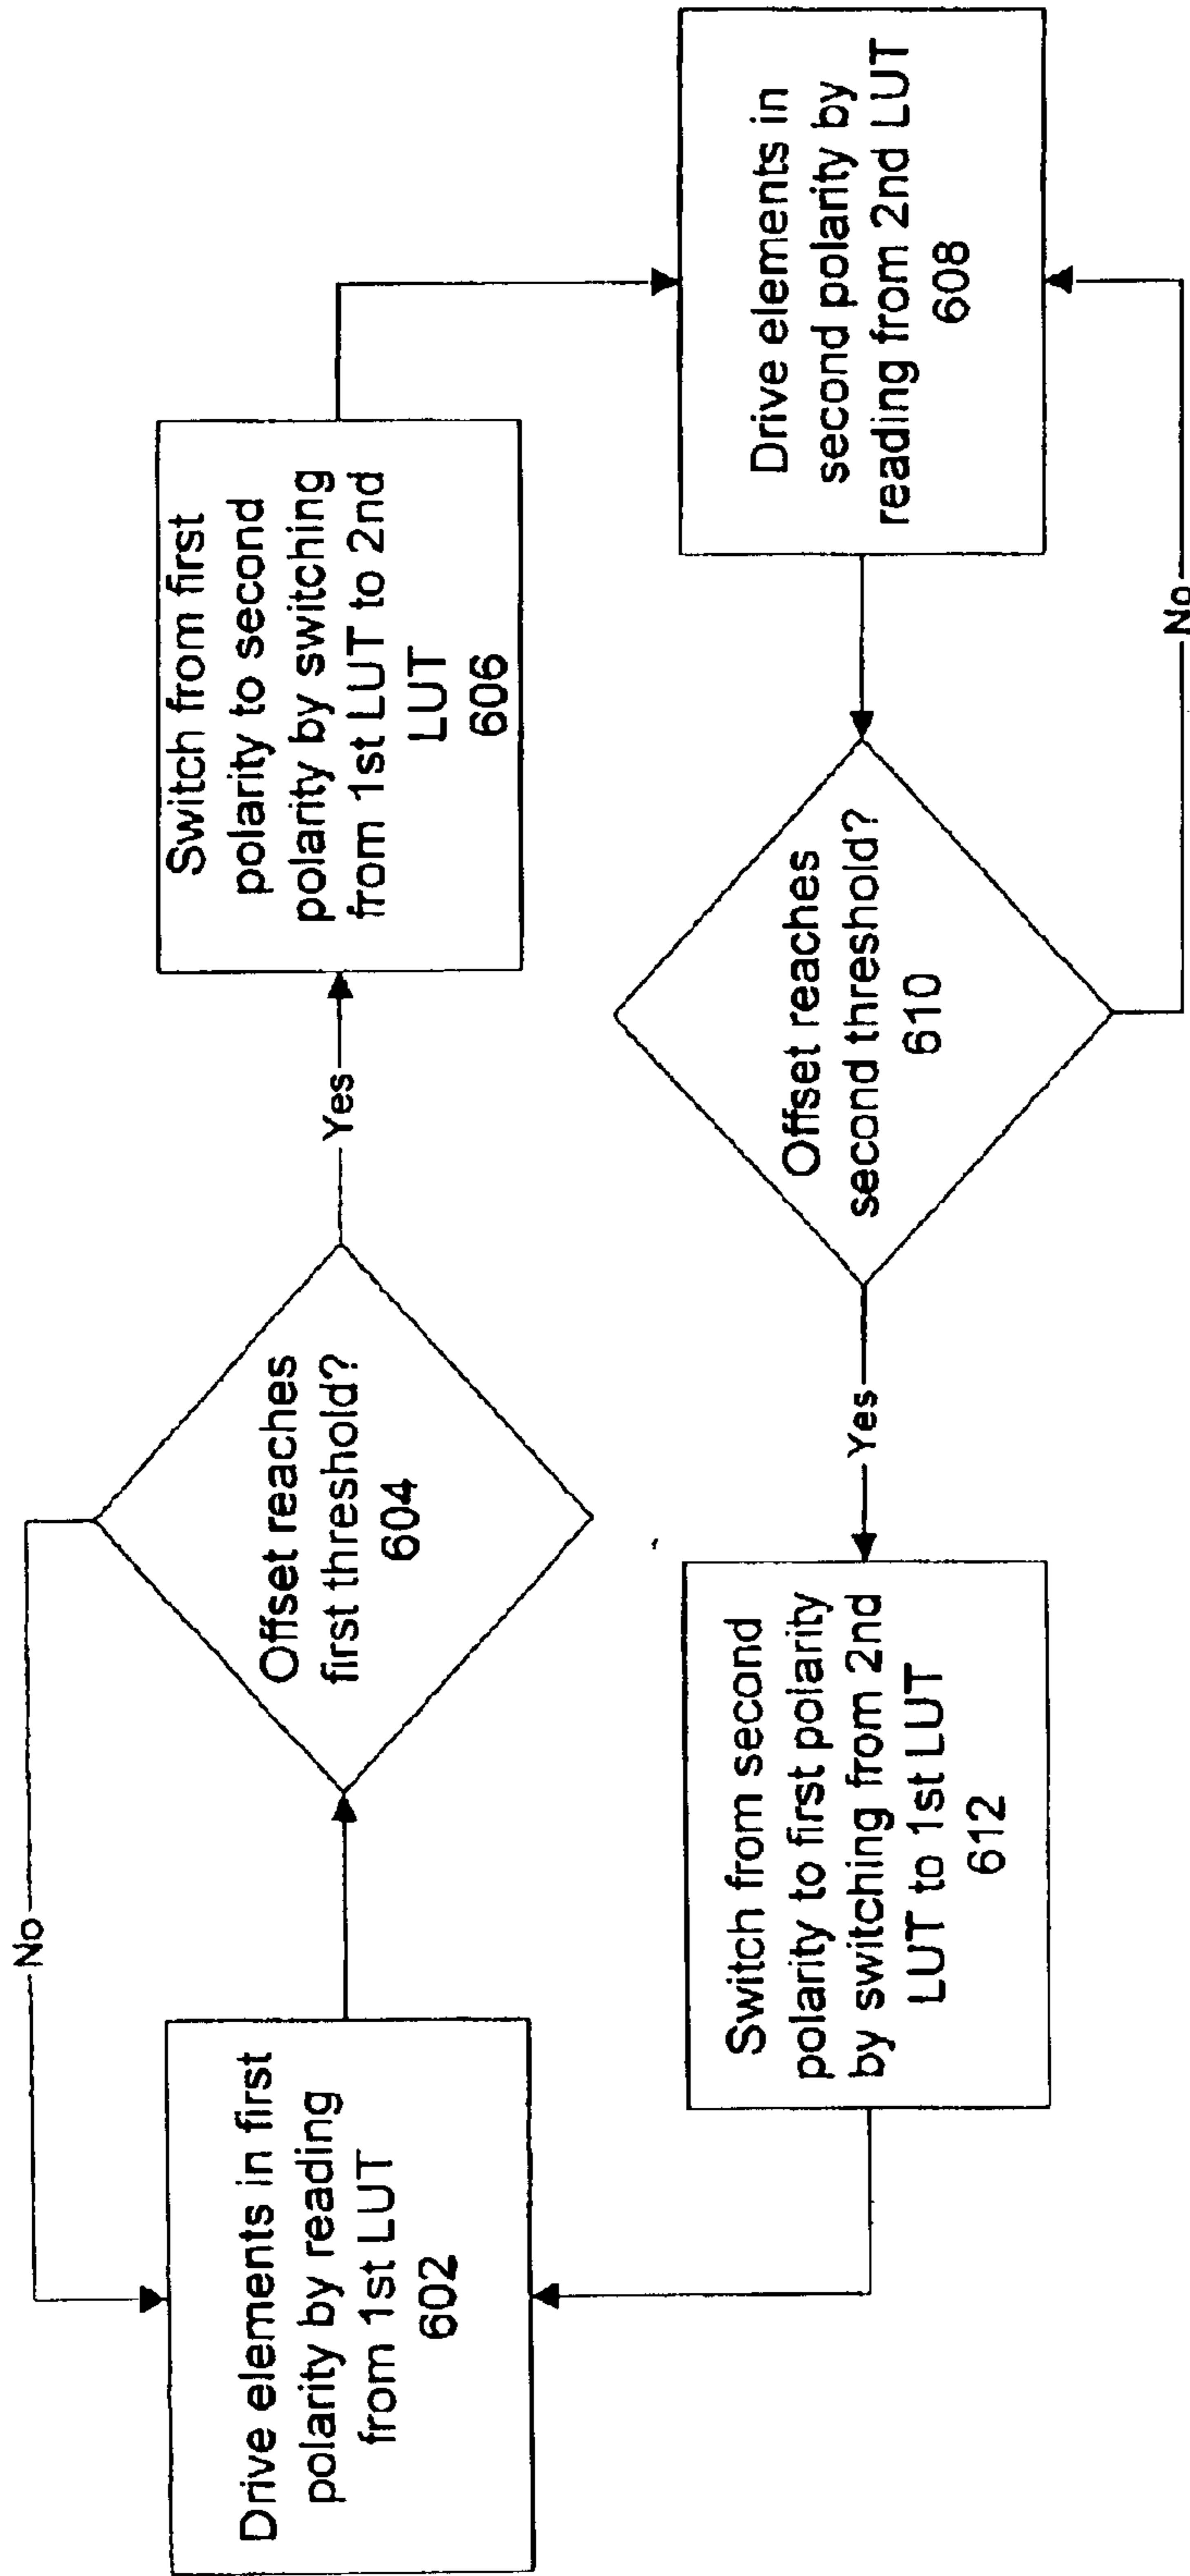 Drive elements in first
polarity by reading
from 1st LUT
602
No
Offset reaches
first threshold?
604
Yes
Switch from first
polarity to second
polarity by switching
from 1st LUT to 2nd
LUT
606
Drive elements in
second polarity by
reading from 2nd LUT
608
Offset reaches
second threshold?
610
No
Yes
Switch from second
polarity to first polarity
by switching from 2nd
LUT to 1st LUT
612